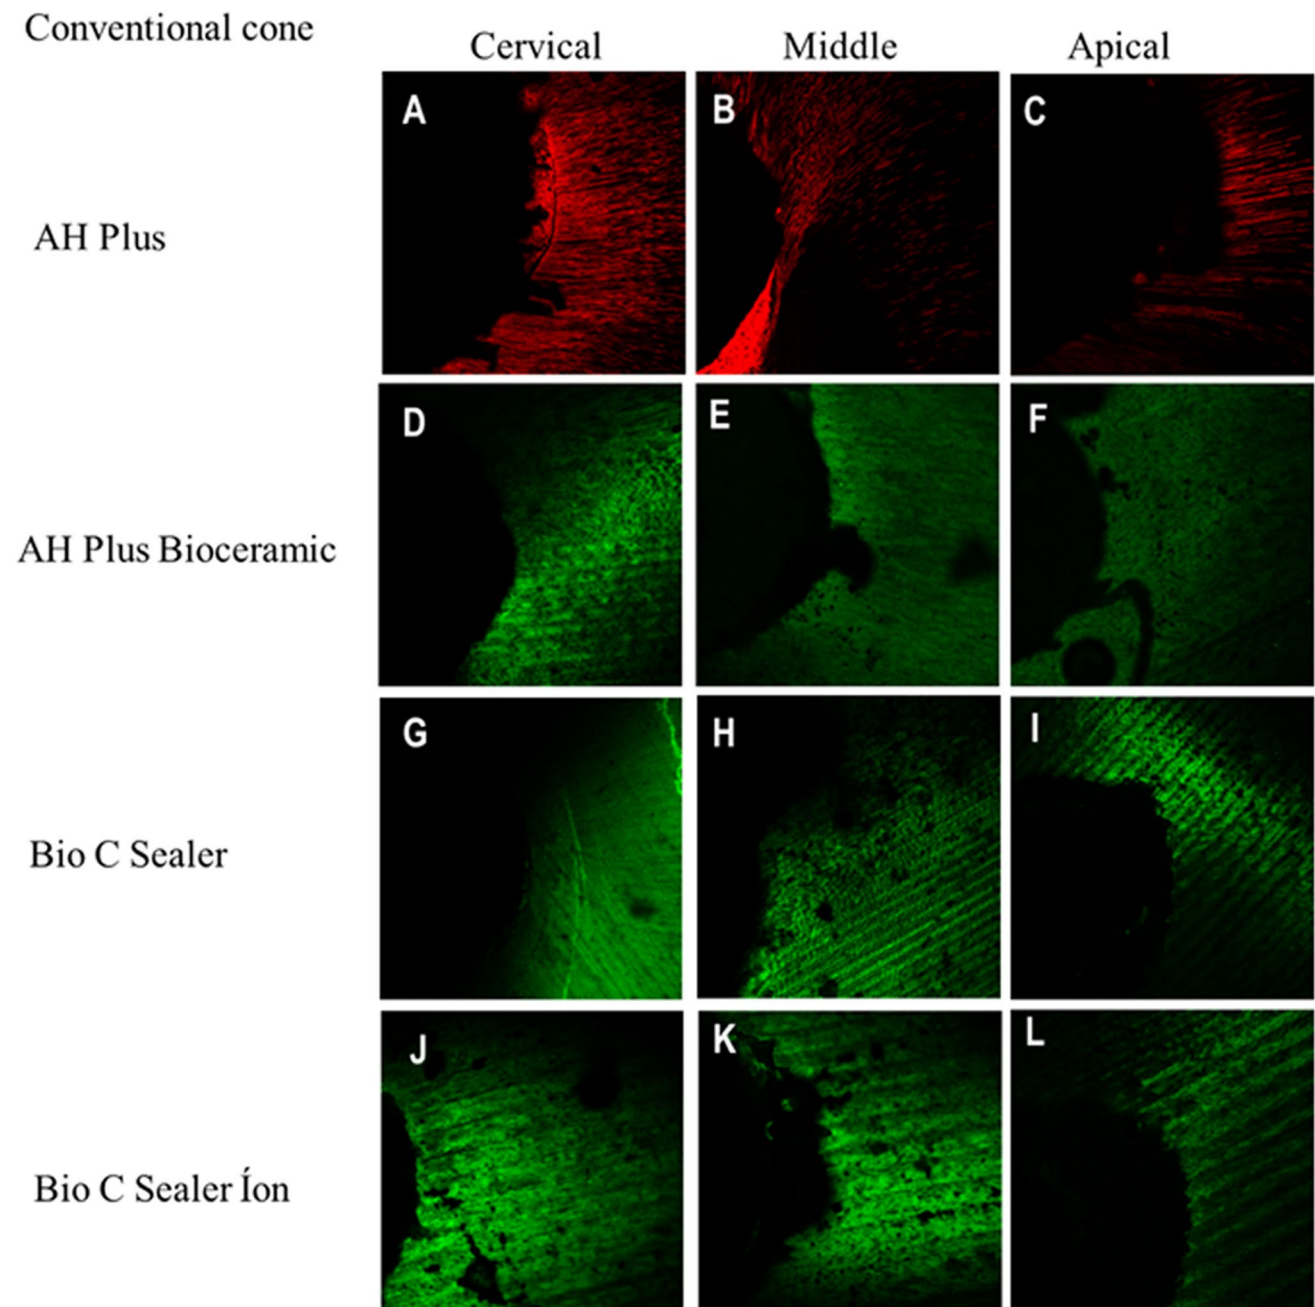 Conventional cone
Cervical Middle Apical
AH Plus
A B C
AH Plus Bioceramic
D E F
Bio C Sealer
G H I
Bio C Sealer Íon
J K L